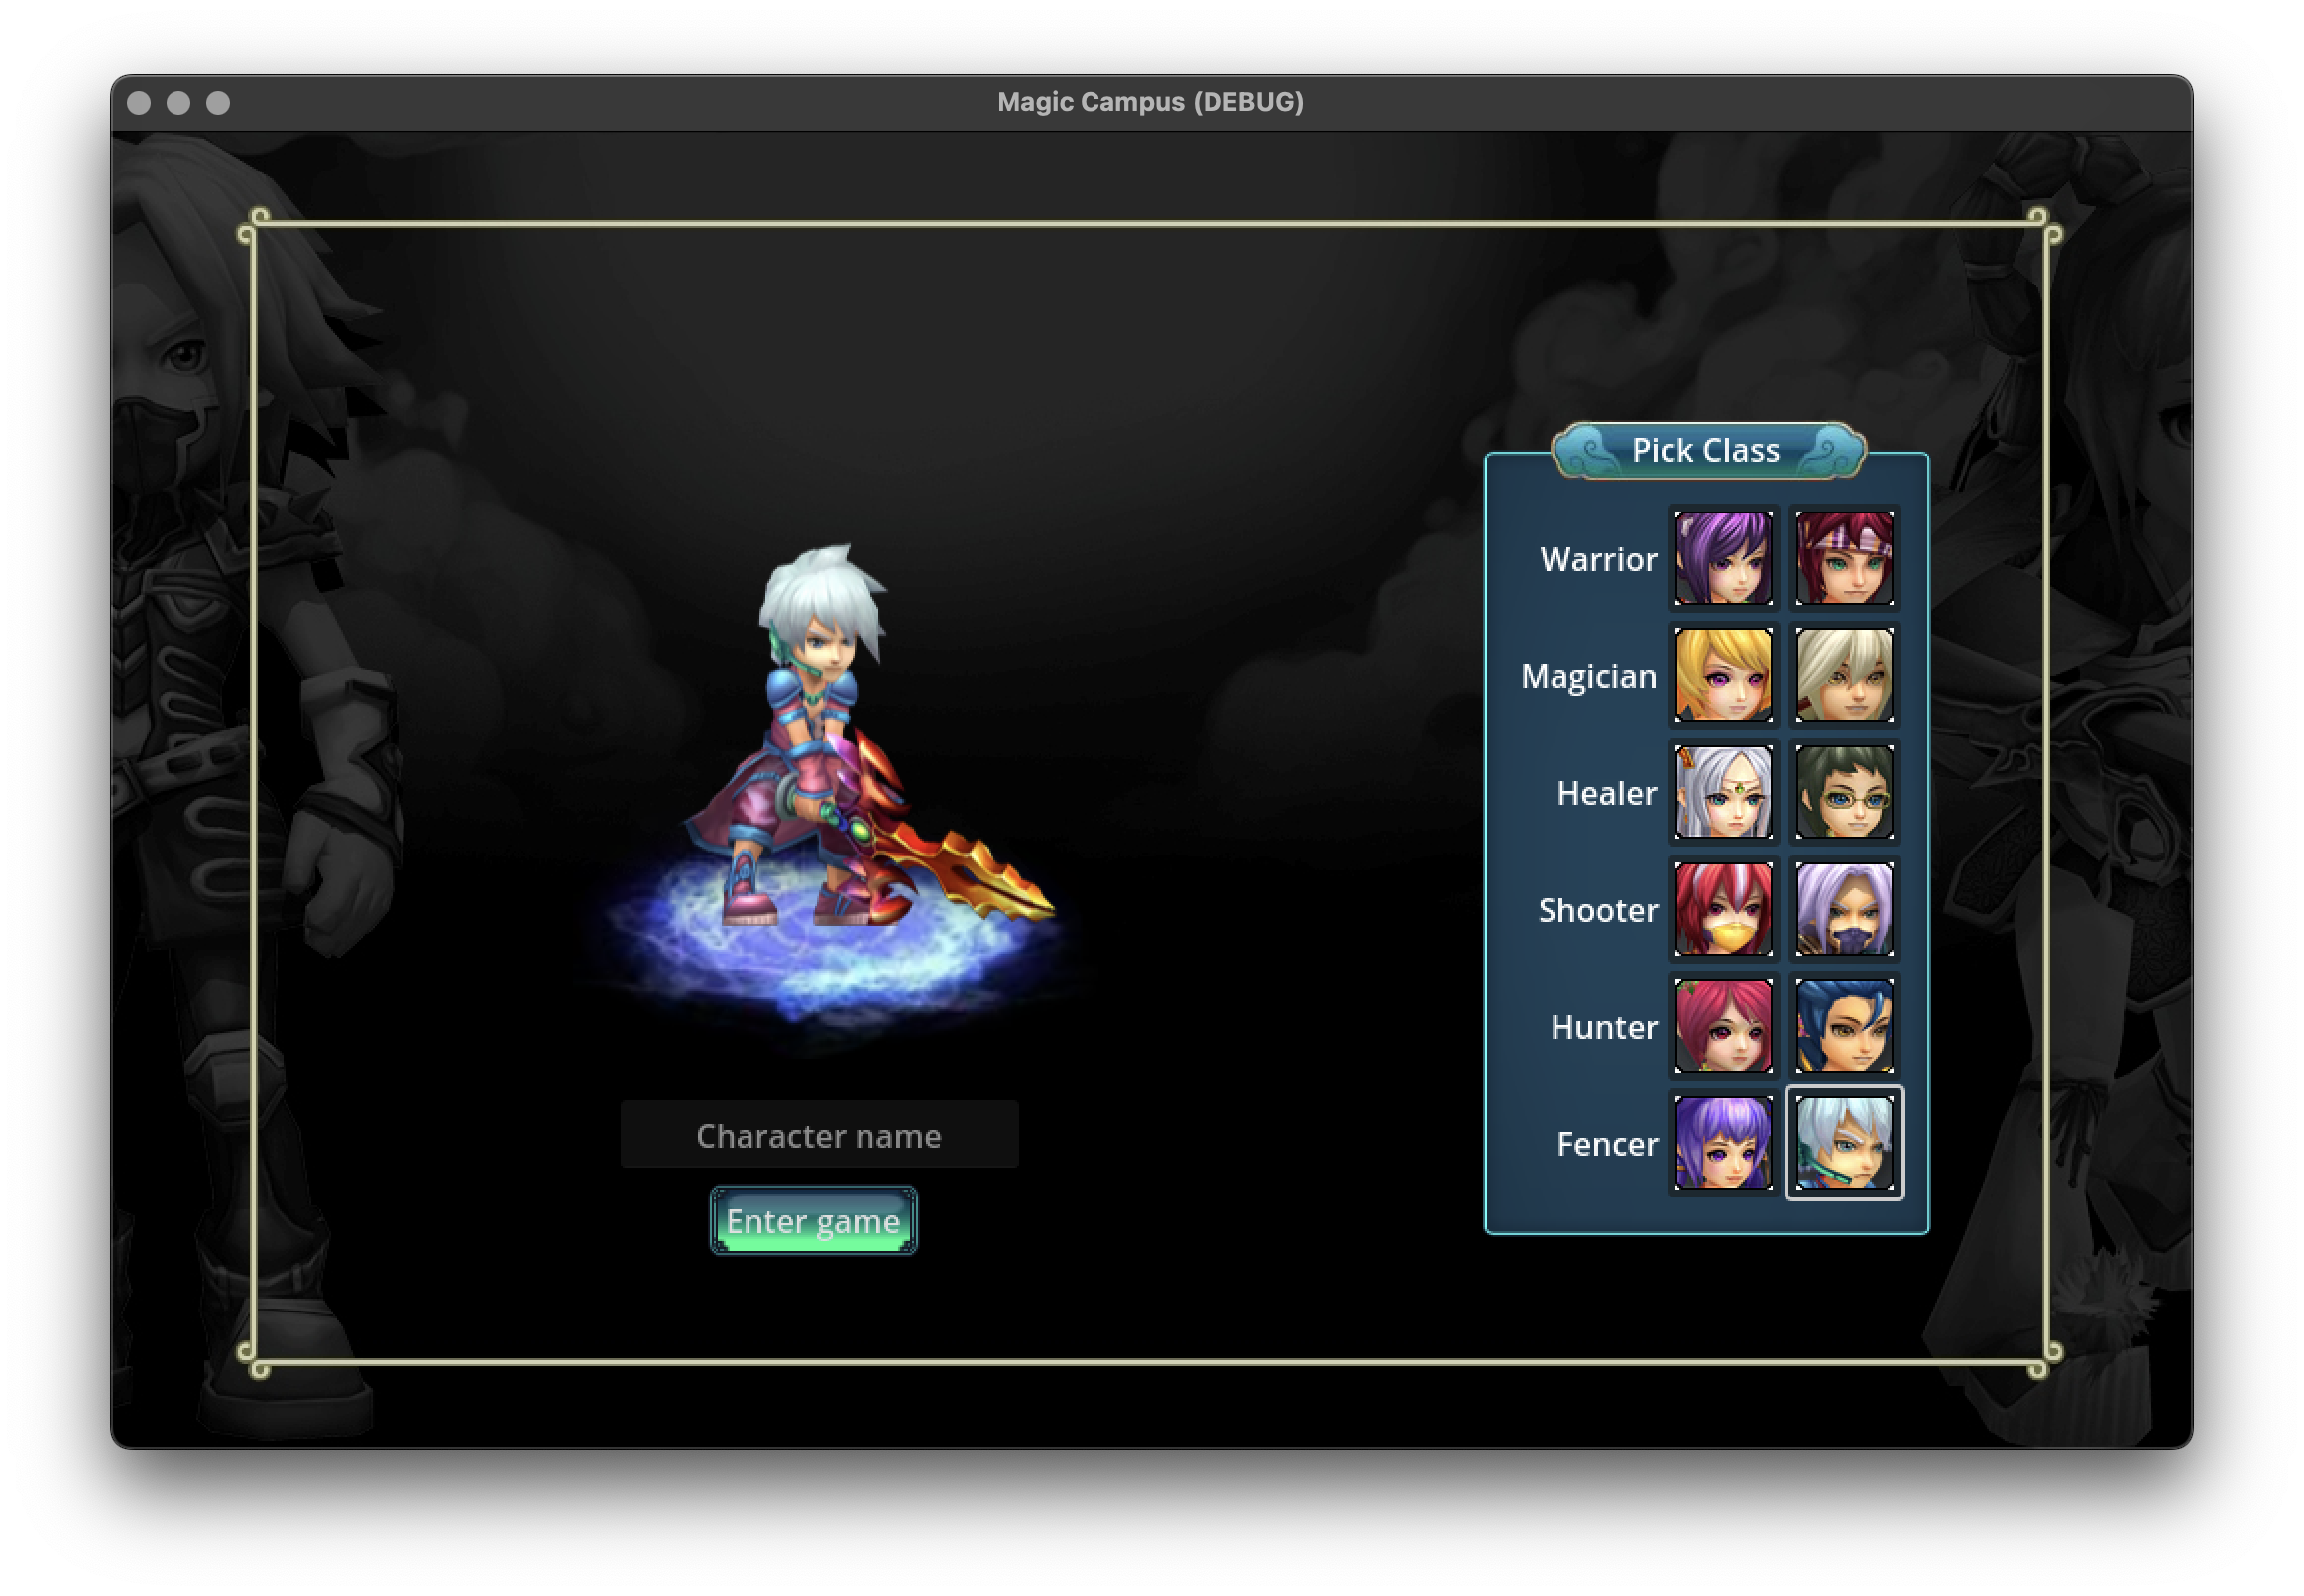 Magic Campus (DEBUG)
Pick Class
Warrior
Magician
Healer
Shooter
Hunter
Fencer
Character name
Enter game